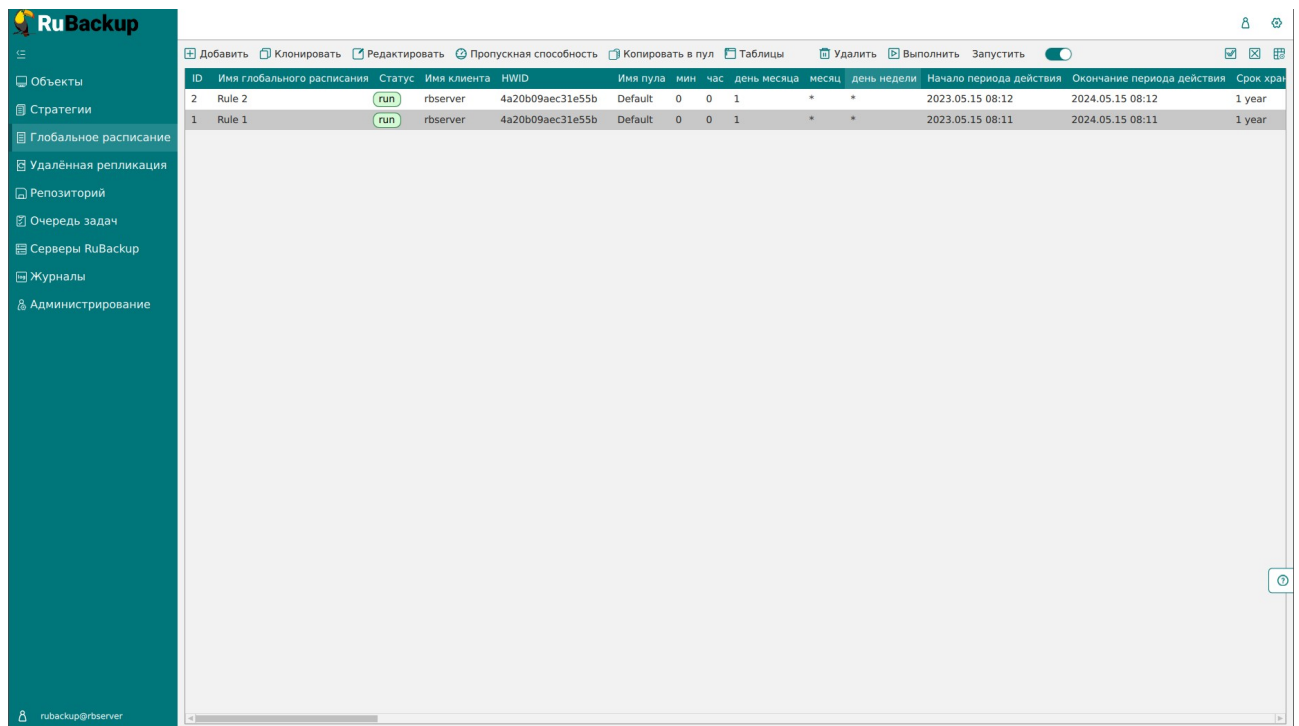 RuBackup
Добавить Клонировать Редактировать Пропускная способность Копировать в пул Таблицы Удалить Выполнить Запустить
Объекты
Стратегии
Глобальное расписание
Удалённая репликация
Репозиторий
Очередь задач
Серверы RuBackup
Журналы
Администрирование
ID Имя глобального расписания Статус Имя клиента HWID Имя пула мин час день месяца месяц день недели Начало периода действия Окончание периода действия Срок хран
2 Rule 2 run rbserver 4a20b09aec31e55b Default 0 0 1 * * 2023.05.15 08:12 2024.05.15 08:12 1 year
1 Rule 1 run rbserver 4a20b09aec31e55b Default 0 0 1 * * 2023.05.15 08:11 2024.05.15 08:11 1 year
rubackup@rbserver